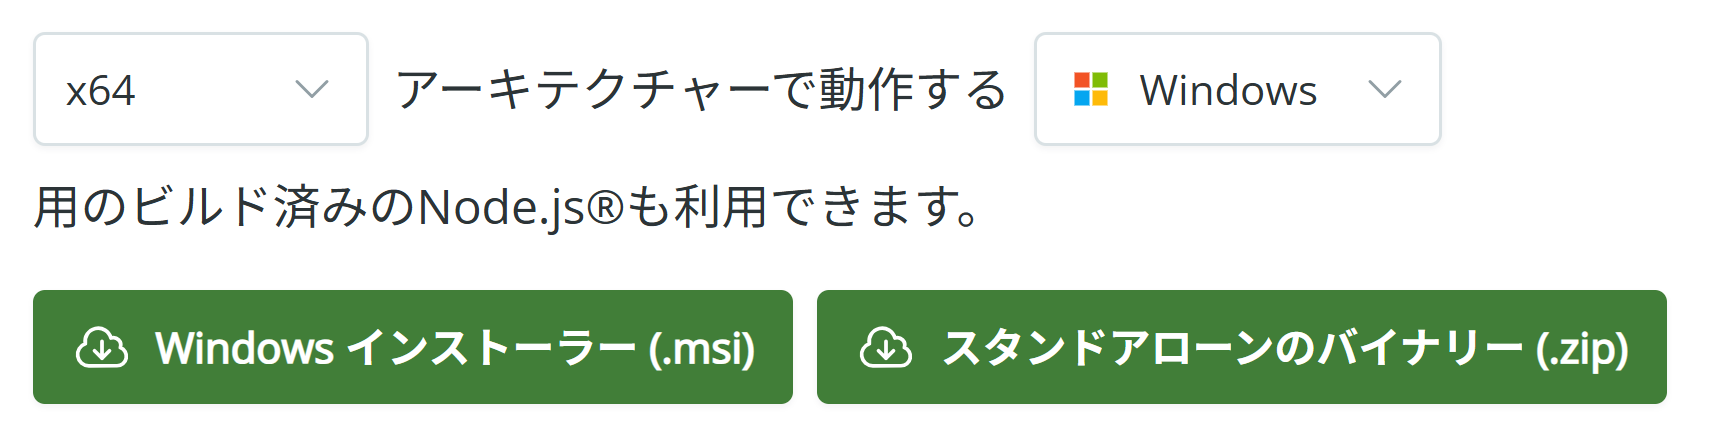 x64 アーキテクチャーで動作する Windows
用のビルド済みのNode.js®も利用できます。
Windows インストーラー (.msi) スタンドアローンのバイナリー (.zip)